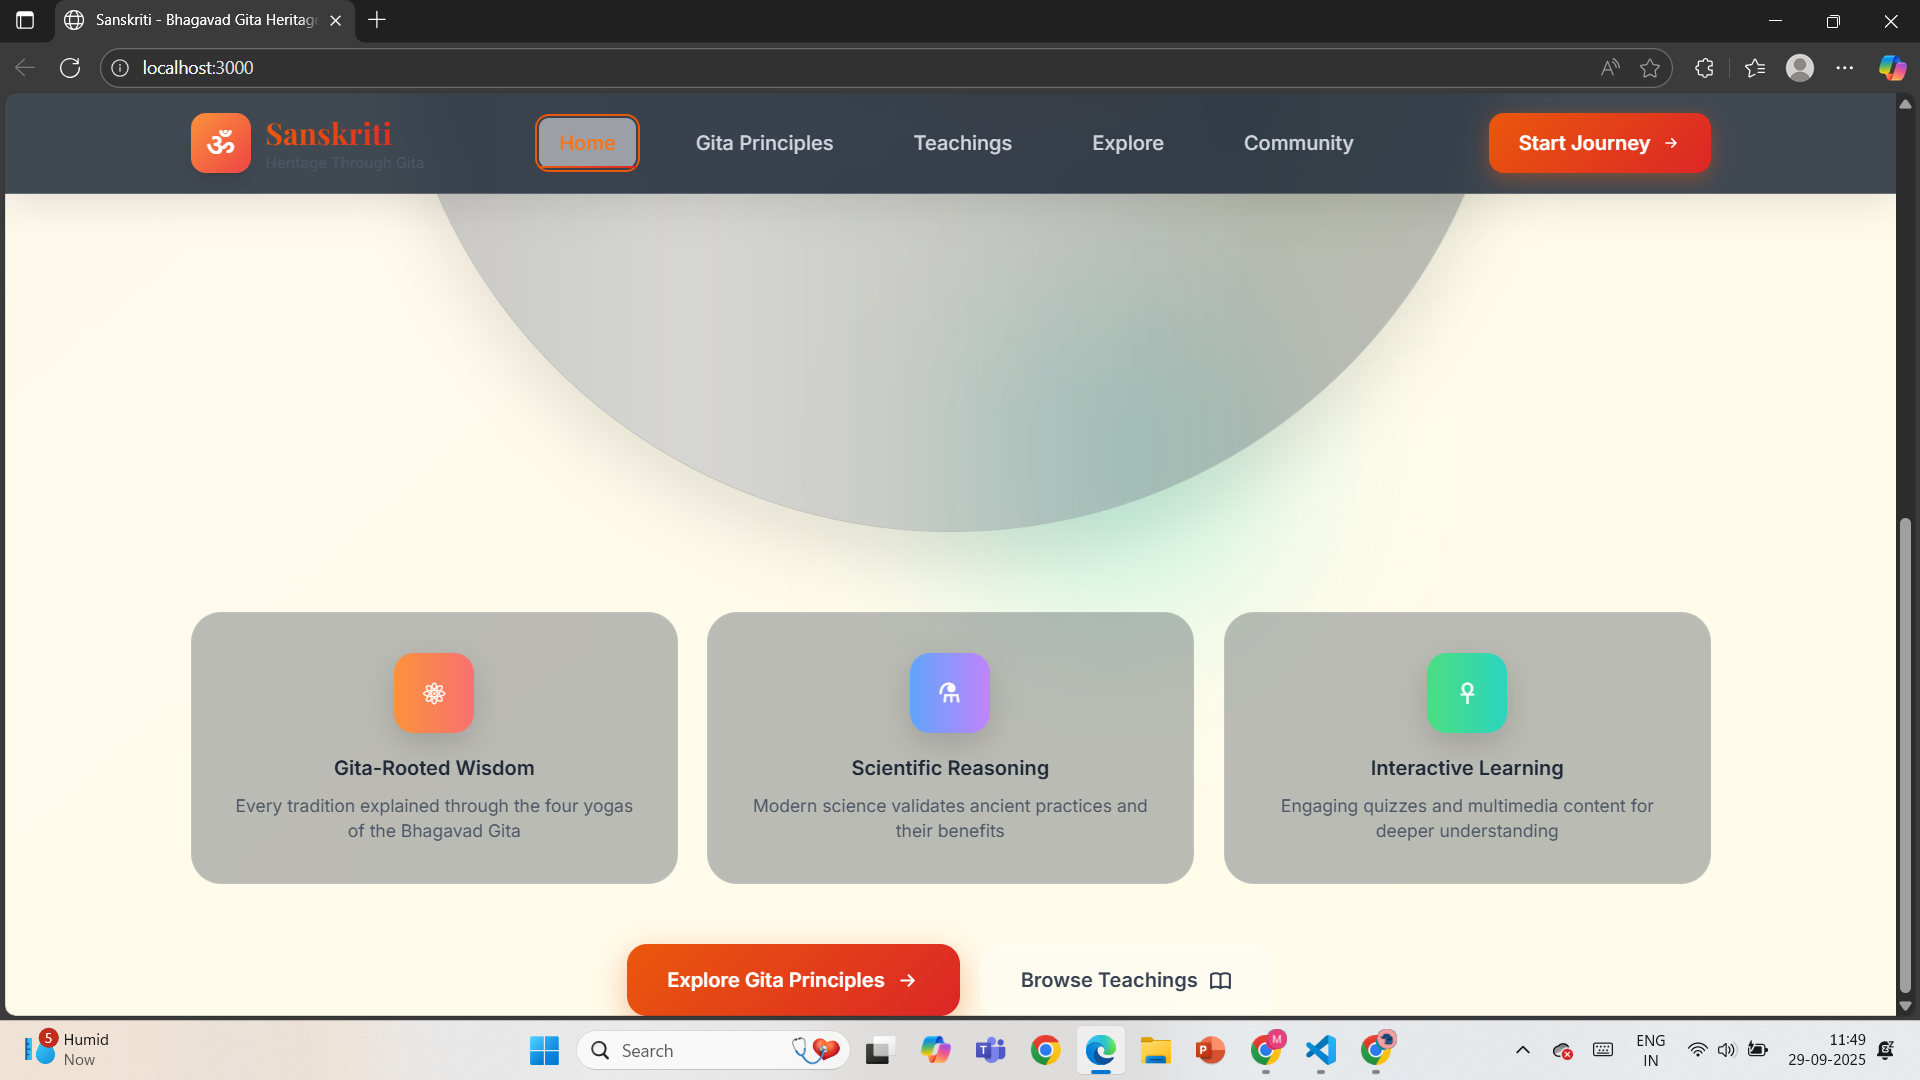 Sanskriti - Bhagavad Gita Heritage
localhost:3000
ॐ
Sanskriti
Heritage Through Gita
Home
Gita Principles
Teachings
Explore
Community
Start Journey →
Gita-Rooted Wisdom
Every tradition explained through the four yogas
of the Bhagavad Gita
Scientific Reasoning
Modern science validates ancient practices and
their benefits
Interactive Learning
Engaging quizzes and multimedia content for
deeper understanding
Explore Gita Principles →
Browse Teachings
5
Humid
Now
Search
M
ENG
IN
11:49
29-09-2025